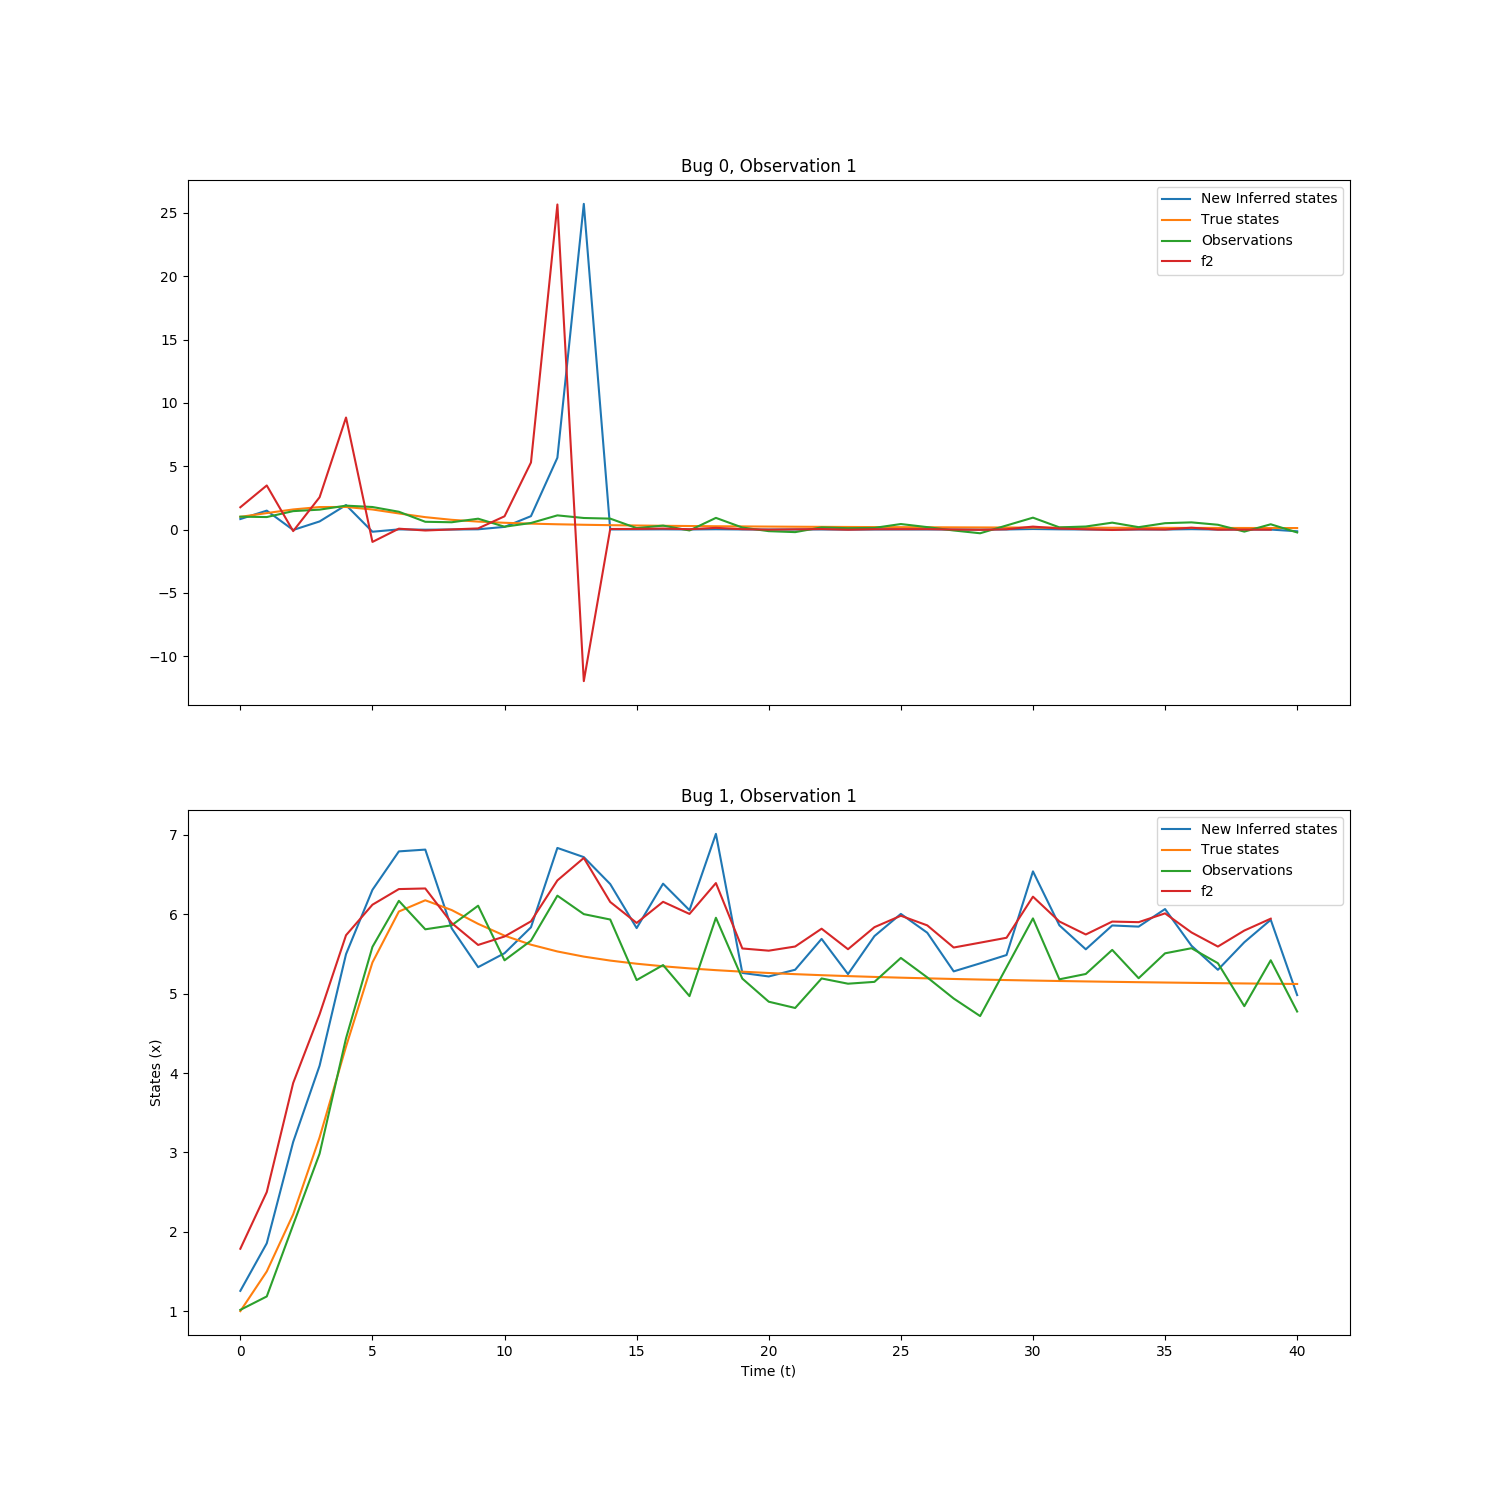 Bug 0, Observation 1
New Inferred states
True states
Observations
f2
25
20
15
10
5
0
−5
−10
Bug 1, Observation 1
New Inferred states
True states
Observations
f2
7
6
5
4
3
2
1
States (x)
0 5 10 15 20 25 30 35 40
Time (t)